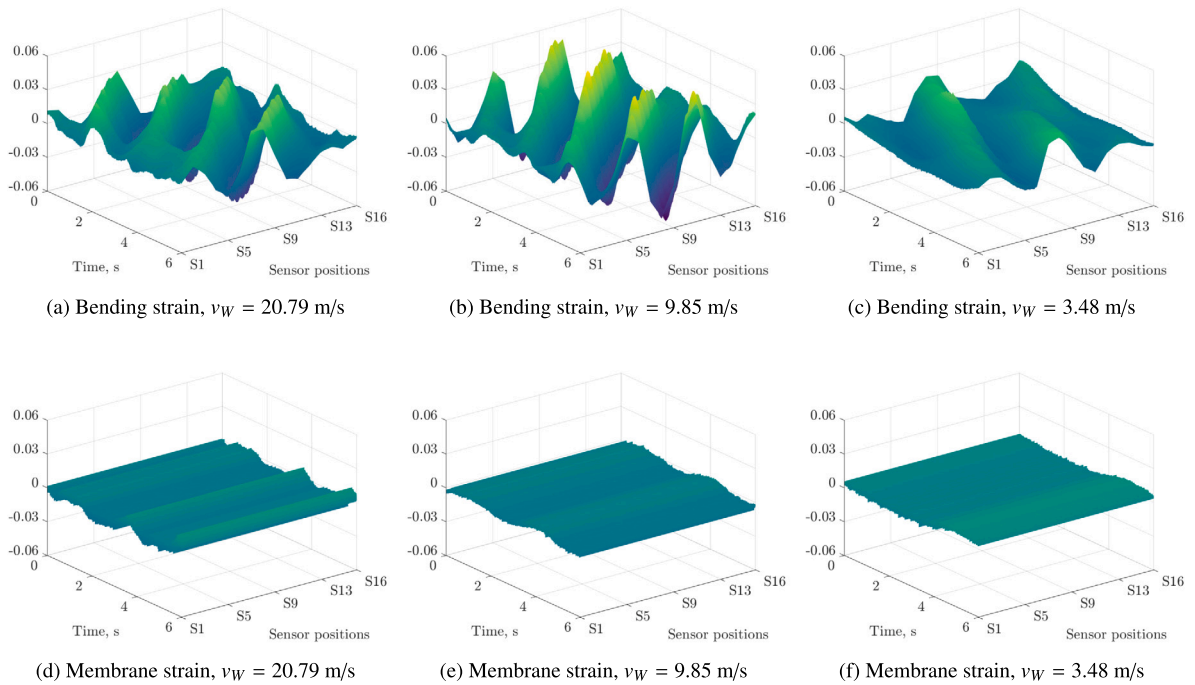 0.06
0.03
0
-0.03
-0.06
0
2
4
6
Time, s
S1
S5
S9
S13
S16
Sensor positions
(a) Bending strain, v_W = 20.79 m/s
0.06
0.03
0
-0.03
-0.06
0
2
4
6
Time, s
S1
S5
S9
S13
S16
Sensor positions
(b) Bending strain, v_W = 9.85 m/s
0.06
0.03
0
-0.03
-0.06
0
2
4
6
Time, s
S1
S5
S9
S13
S16
Sensor positions
(c) Bending strain, v_W = 3.48 m/s
0.06
0.03
0
-0.03
-0.06
0
2
4
6
Time, s
S1
S5
S9
S13
S16
Sensor positions
(d) Membrane strain, v_W = 20.79 m/s
0.06
0.03
0
-0.03
-0.06
0
2
4
6
Time, s
S1
S5
S9
S13
S16
Sensor positions
(e) Membrane strain, v_W = 9.85 m/s
0.06
0.03
0
-0.03
-0.06
0
2
4
6
Time, s
S1
S5
S9
S13
S16
Sensor positions
(f) Membrane strain, v_W = 3.48 m/s